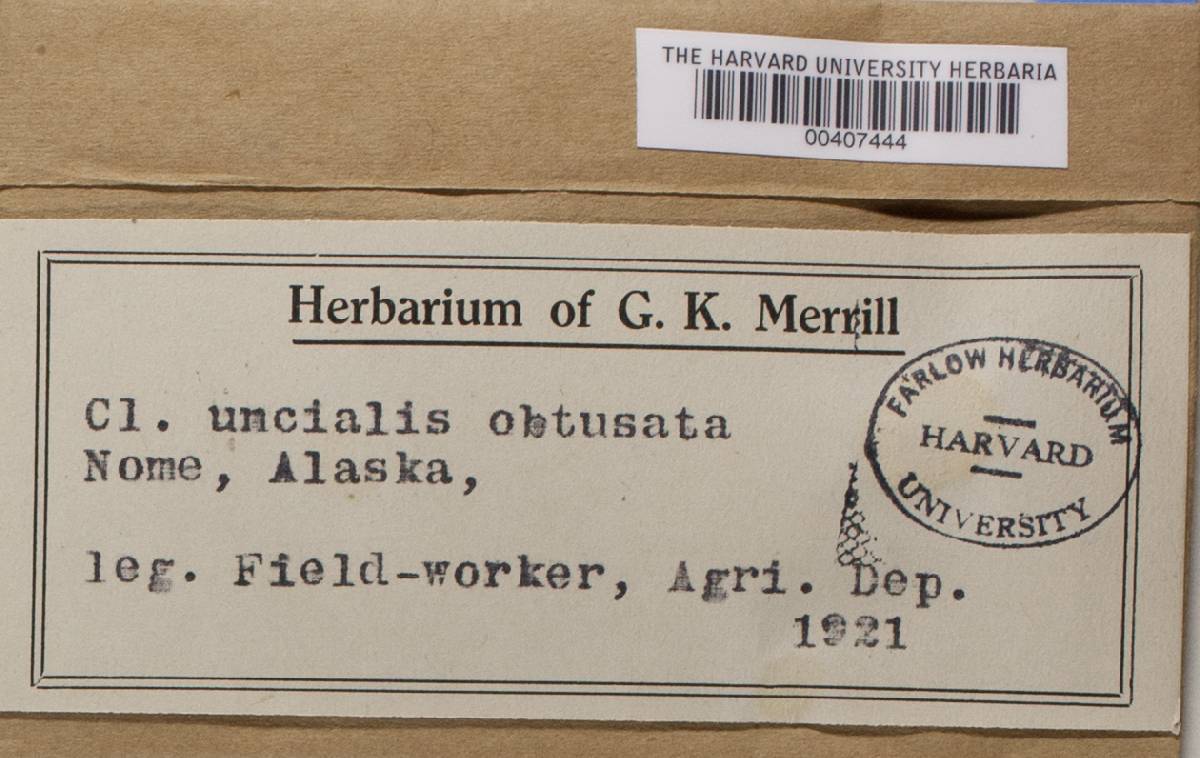 THE HARVARD UNIVERSITY HERBARIA
00407444
Herbarium of G. K. Merrill
Cl. uncialis obtusata
Nome, Alaska,
leg. Field-worker, Agri. Dep.
1921
FARLOW HERBARIUM
HARVARD
UNIVERSITY